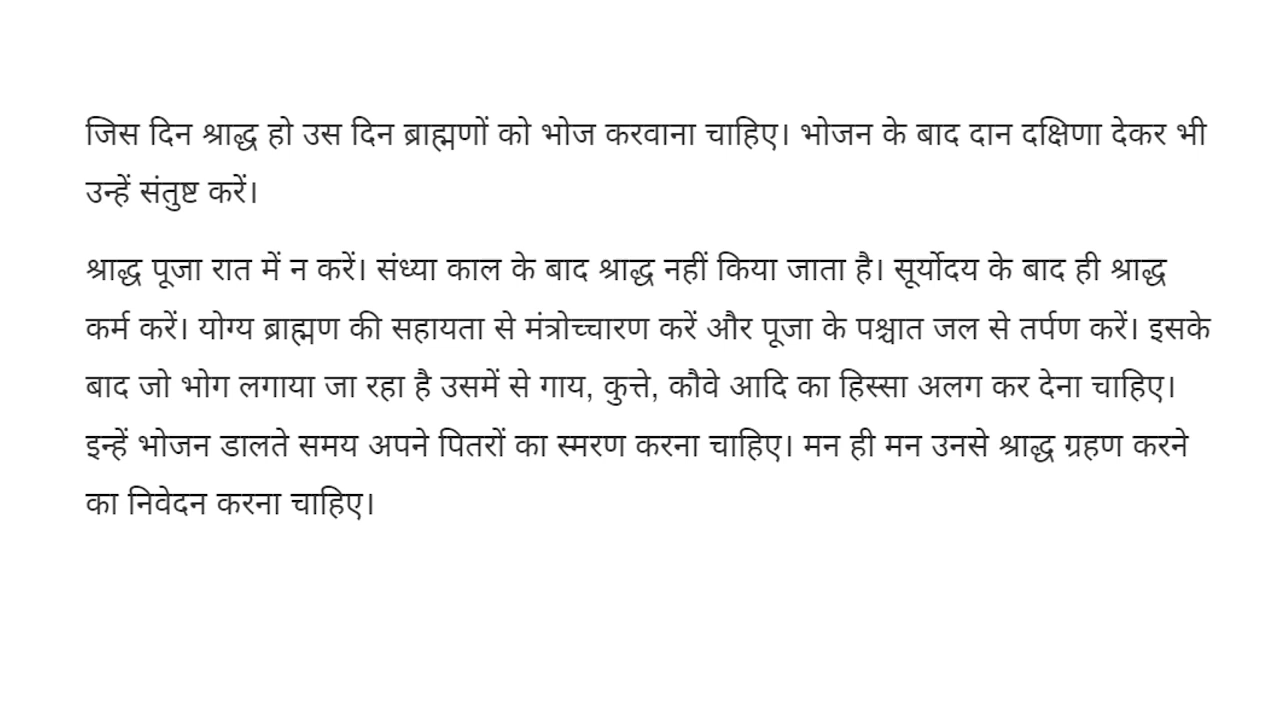 जिस दिन श्राद्ध हो उस दिन ब्राह्मणों को भोज करवाना चाहिए। भोजन के बाद दान दक्षिणा देकर भी
उन्हें संतुष्ट करें।
श्राद्ध पूजा रात में न करें। संध्या काल के बाद श्राद्ध नहीं किया जाता है। सूर्योदय के बाद ही श्राद्ध
कर्म करें। योग्य ब्राह्मण की सहायता से मंत्रोच्चारण करें और पूजा के पश्चात जल से तर्पण करें। इसके
बाद जो भोग लगाया जा रहा है उसमें से गाय, कुत्ते, कौवे आदि का हिस्सा अलग कर देना चाहिए।
इन्हें भोजन डालते समय अपने पितरों का स्मरण करना चाहिए। मन ही मन उनसे श्राद्ध ग्रहण करने
का निवेदन करना चाहिए।